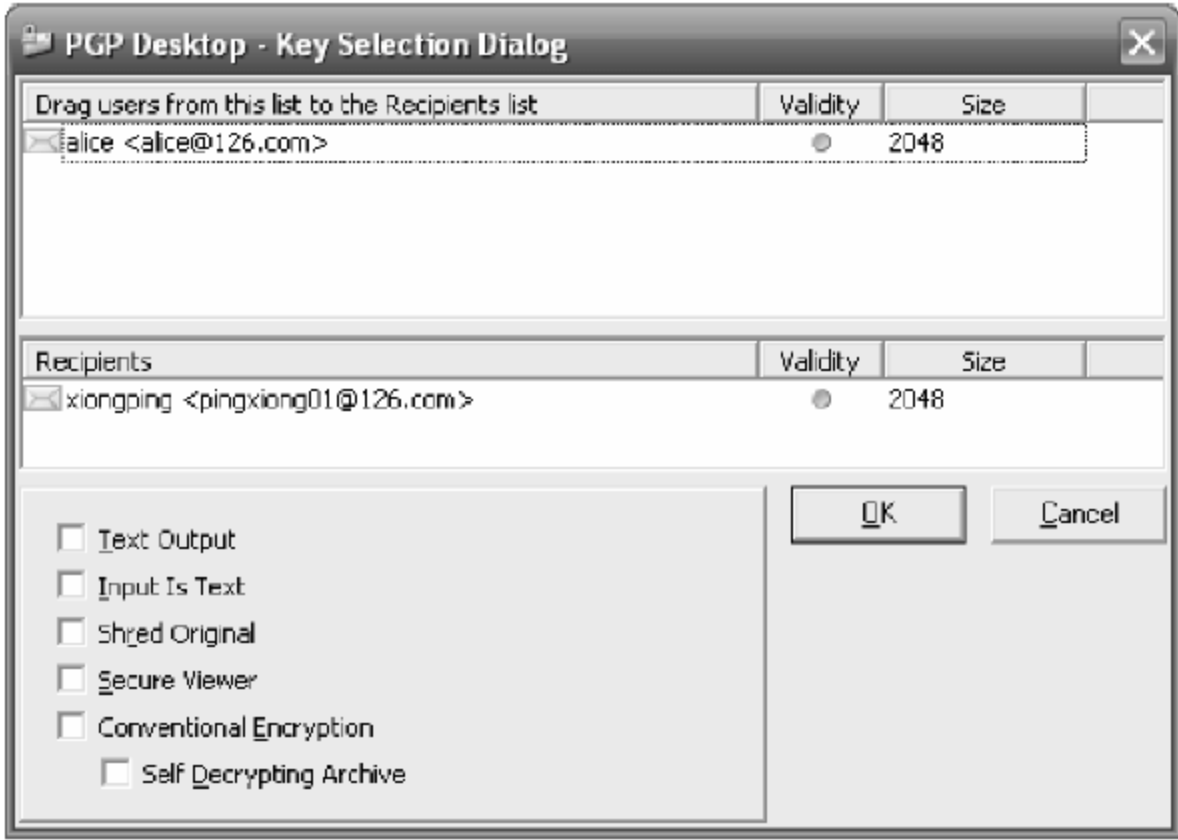 PGP Desktop - Key Selection Dialog
Drag users from this list to the Recipients list Validity Size
alice <alice@126.com> 2048
Recipients Validity Size
xiongping <pingxiong01@126.com> 2048
OK Cancel
Text Output
Input Is Text
Shred Original
Secure Viewer
Conventional Encryption
Self Decrypting Archive